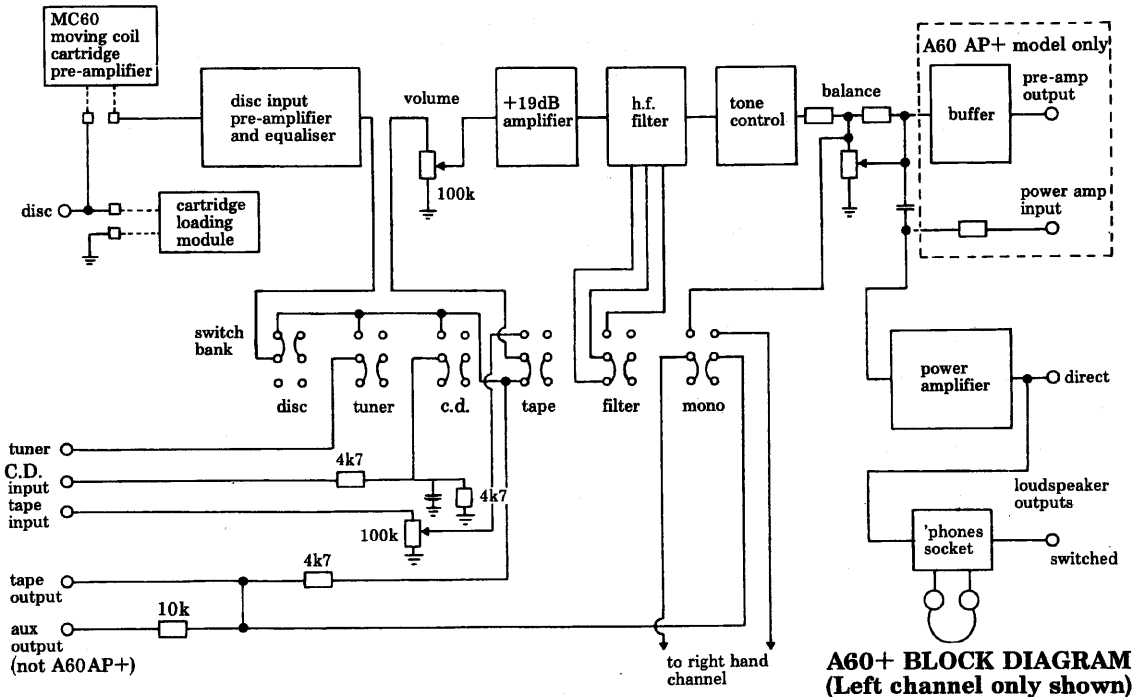 MC60
moving coil
cartridge
pre-amplifier
disc input
pre-amplifier
and equaliser
volume
100k
+19dB
amplifier
h.f.
filter
tone
control
balance
A60 AP+ model only
buffer
pre-amp
output
power amp
input
disc
cartridge
loading
module
switch
bank
disc
tuner
c.d.
tape
filter
mono
power
amplifier
direct
tuner
C.D.
input
tape
input
4k7
4k7
100k
loudspeaker
outputs
'phones
socket
switched
tape
output
4k7
aux
output
(not A60AP+)
10k
to right hand
channel
A60+ BLOCK DIAGRAM
(Left channel only shown)